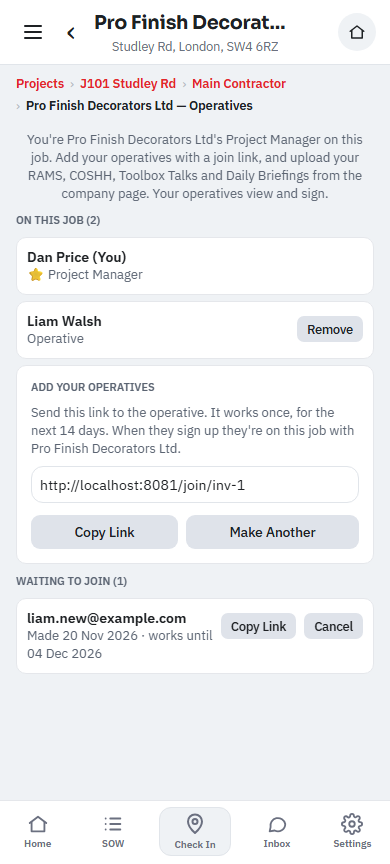 Pro Finish Decorat...
Studley Rd, London, SW4 6RZ
Projects › J101 Studley Rd › Main Contractor
› Pro Finish Decorators Ltd — Operatives
You're Pro Finish Decorators Ltd's Project Manager on this
job. Add your operatives with a join link, and upload your
RAMS, COSHH, Toolbox Talks and Daily Briefings from the
company page. Your operatives view and sign.
ON THIS JOB (2)
Dan Price (You)
⭐ Project Manager
Liam Walsh
Operative
Remove
ADD YOUR OPERATIVES
Send this link to the operative. It works once, for the
next 14 days. When they sign up they're on this job with
Pro Finish Decorators Ltd.
http://localhost:8081/join/inv-1
Copy Link
Make Another
WAITING TO JOIN (1)
liam.new@example.com
Made 20 Nov 2026 · works until
04 Dec 2026
Copy Link
Cancel
Home
SOW
Check In
Inbox
Settings